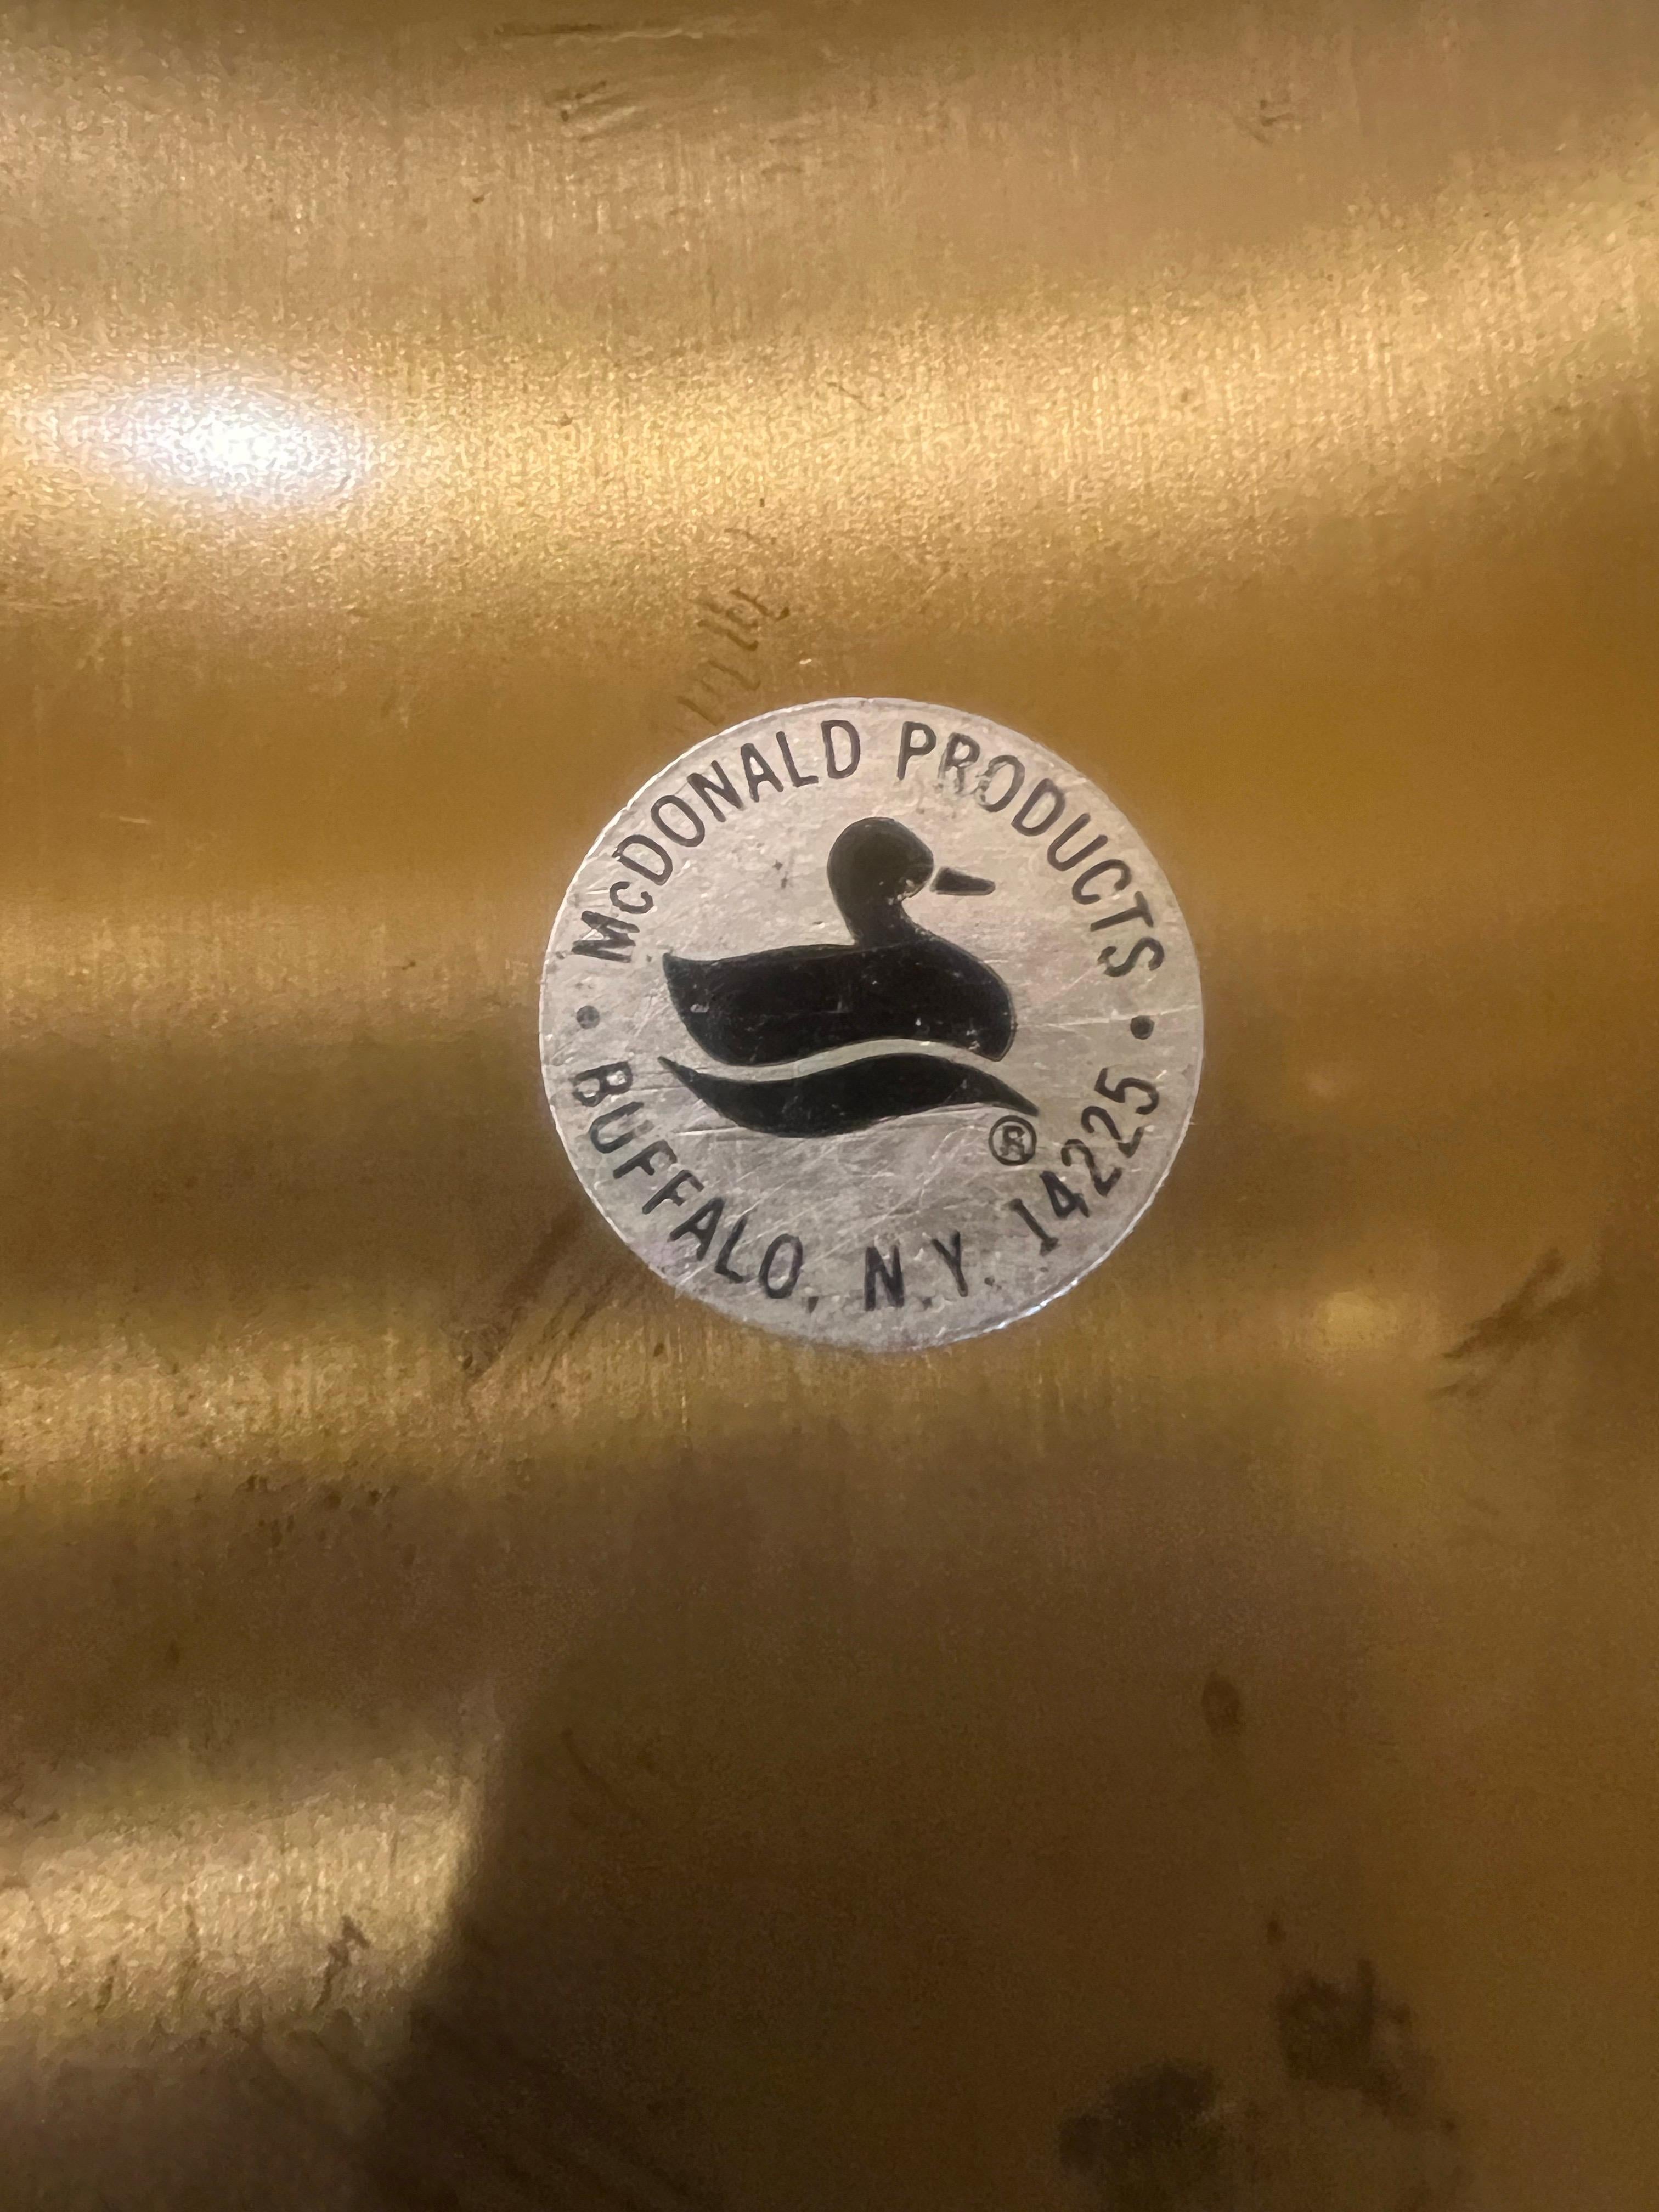 McDONALD PRODUCTS
• BUFFALO, N.Y. 14225 •
®